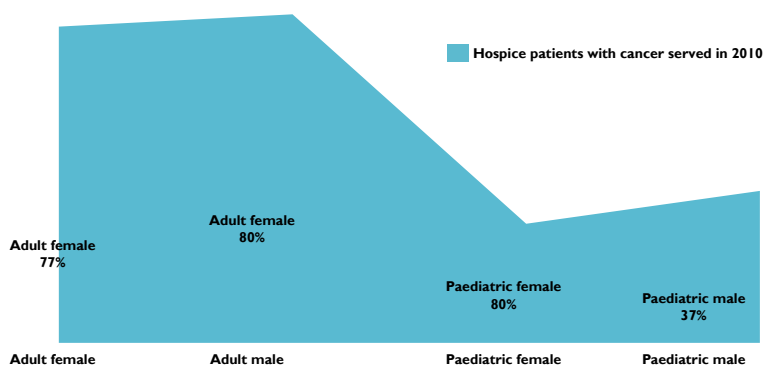 Hospice patients with cancer served in 2010
Adult female
80%
Adult female
77%
Paediatric female
80%
Paediatric male
37%
Adult female
Adult male
Paediatric female
Paediatric male